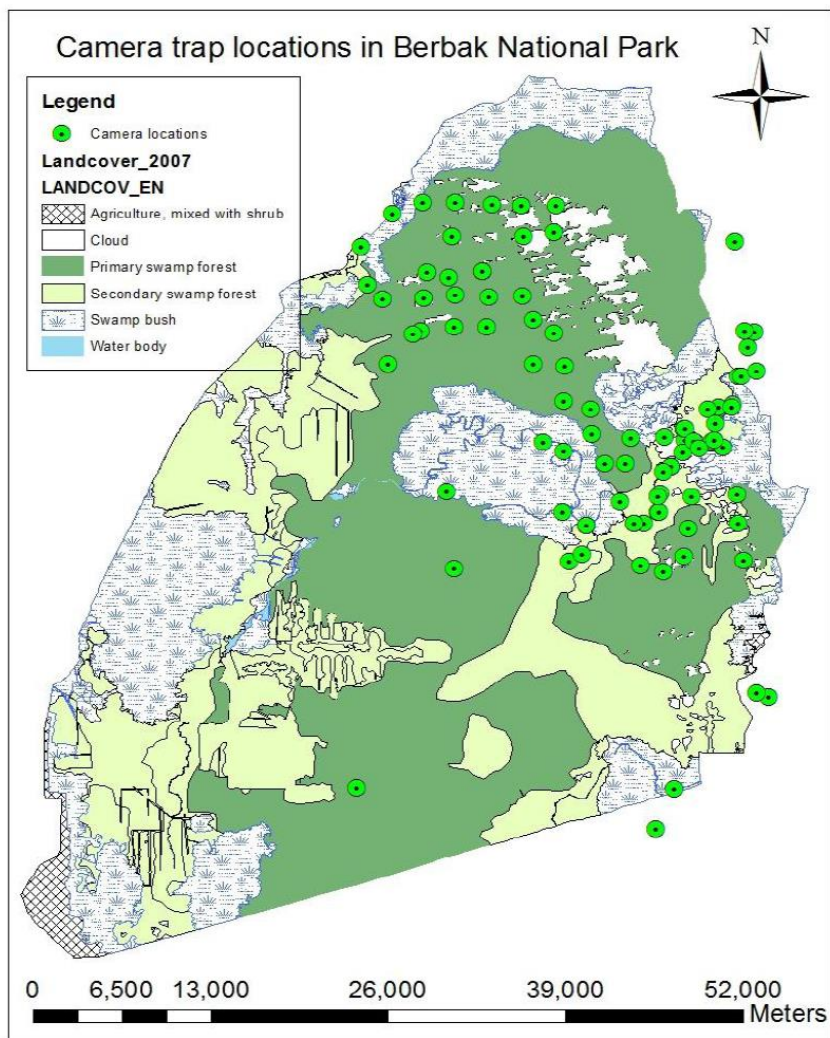 Camera trap locations in Berbak National Park
N
Legend
Camera locations
Landcover_2007
LANDCOV_EN
Agriculture, mixed with shrub
Cloud
Primary swamp forest
Secondary swamp forest
Swamp bush
Water body
0 6,500 13,000 26,000 39,000 52,000
Meters